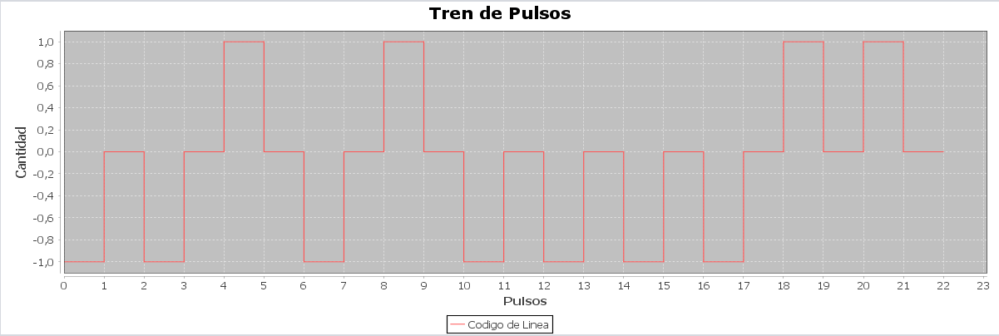 Tren de Pulsos
1,0
0,8
0,6
0,4
0,2
0,0
-0,2
-0,4
-0,6
-0,8
-1,0
Cantidad
0 1 2 3 4 5 6 7 8 9 10 11 12 13 14 15 16 17 18 19 20 21 22 23
Pulsos
Codigo de Linea